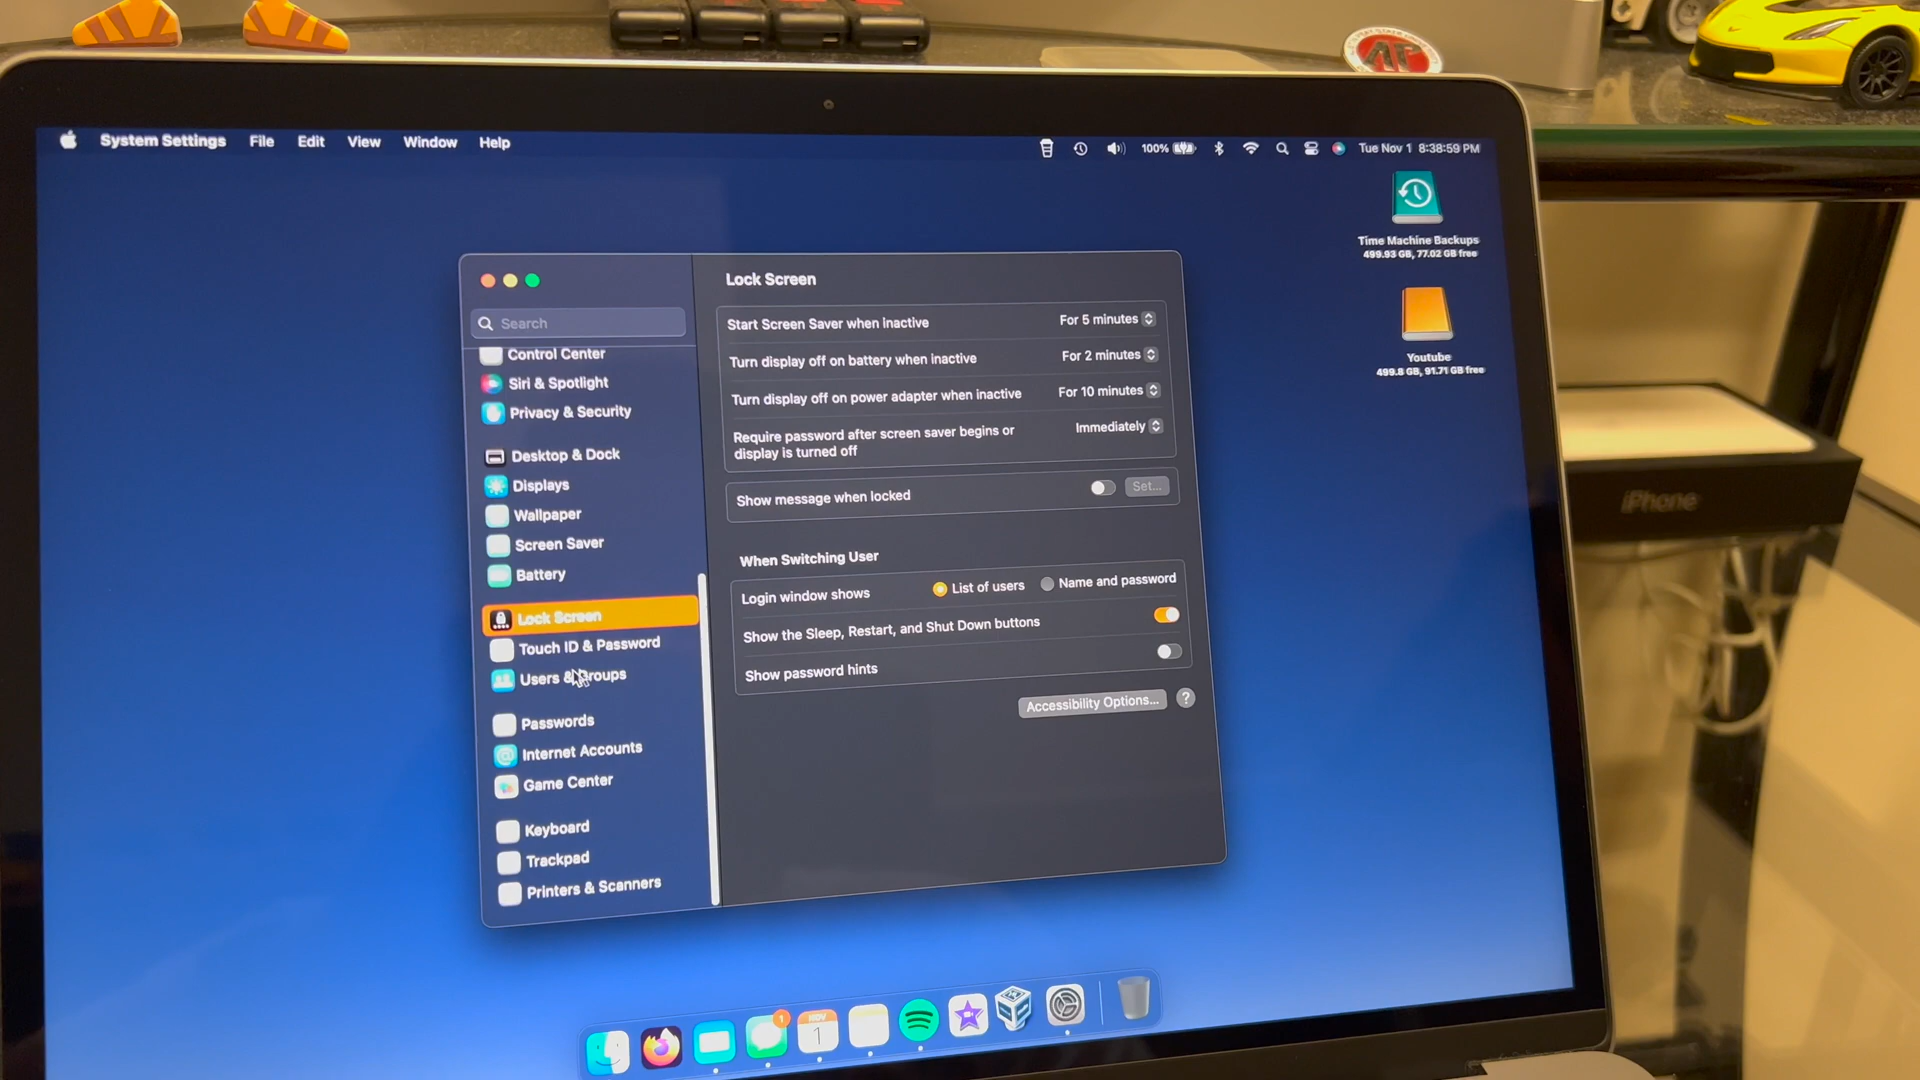 AP
System Settings File Edit View Window Help
100% Tue Nov 1 8:38:59 PM
Time Machine Backups
499.93 GB, 77.02 GB free
Youtube
499.8 GB, 91.71 GB free
Search
Control Center
Siri & Spotlight
Privacy & Security
Desktop & Dock
Displays
Wallpaper
Screen Saver
Battery
Lock Screen
Touch ID & Password
Users & Groups
Passwords
Internet Accounts
Game Center
Keyboard
Trackpad
Printers & Scanners
Lock Screen
Start Screen Saver when inactive For 5 minutes
Turn display off on battery when inactive For 2 minutes
Turn display off on power adapter when inactive For 10 minutes
Require password after screen saver begins or Immediately
display is turned off
Show message when locked Set...
When Switching User
Login window shows List of users Name and password
Show the Sleep, Restart, and Shut Down buttons
Show password hints
Accessibility Options... ?
iPhone
1
NOV
1